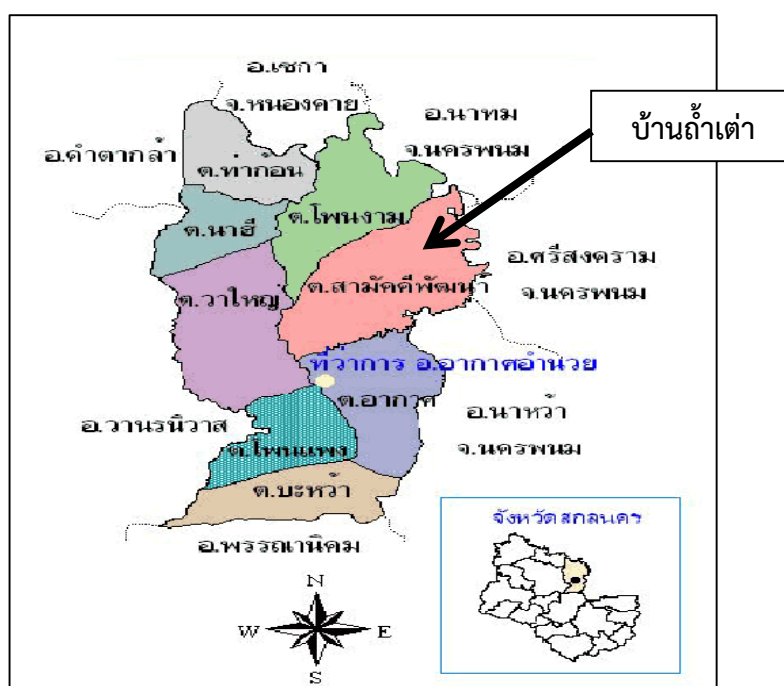 อ.เซกา
จ.หนองคาย
อ.นาทม
จ.นครพนม
บ้านถ้ำเต่า
อ.คำตากล้า
ต.ท่าก้อน
ต.โพนงาม
ต.นาฮี
อ.ศรีสงคราม
จ.นครพนม
ต.สามัคคีพัฒนา
ต.วาใหญ่
ที่ว่าการ อ.อากาศอำนวย
ต.อากาศ
อ.นาหว้า
จ.นครพนม
อ.วานรนิวาส
ต.โพนแพง
ต.บะหว้า
อ.พรรณานิคม
จังหวัดสกลนคร
N
W E
S